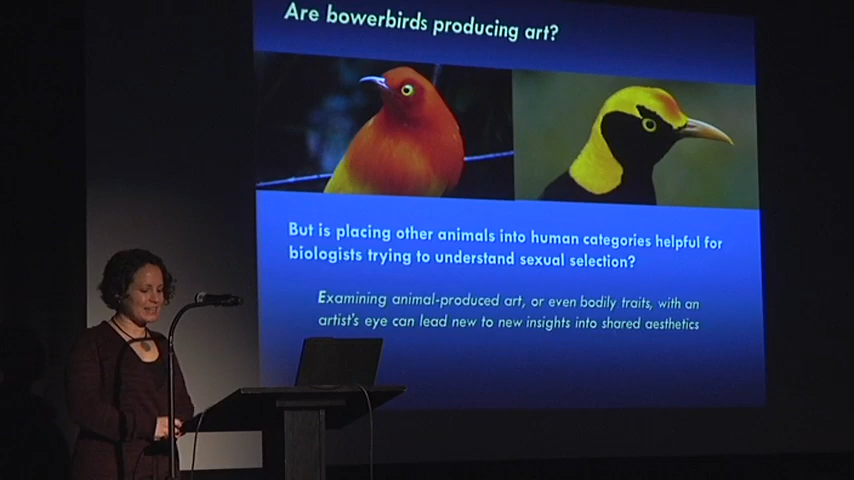 Are bowerbirds producing art?
But is placing other animals into human categories helpful for
biologists trying to understand sexual selection?
Examining animal-produced art, or even bodily traits, with an
artist's eye can lead new to new insights into shared aesthetics